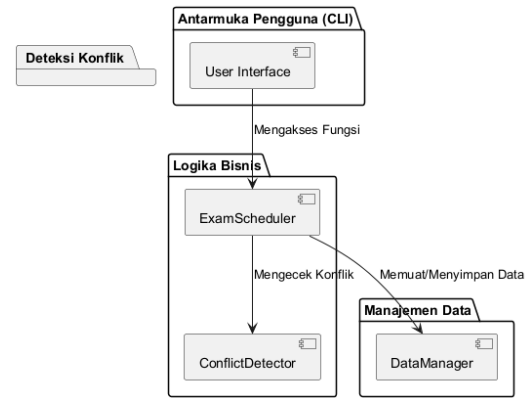 Antarmuka Pengguna (CLI)
User Interface
Deteksi Konflik
Mengakses Fungsi
Logika Bisnis
ExamScheduler
Mengecek Konflik
Memuat/Menyimpan Data
Manajemen Data
ConflictDetector
DataManager